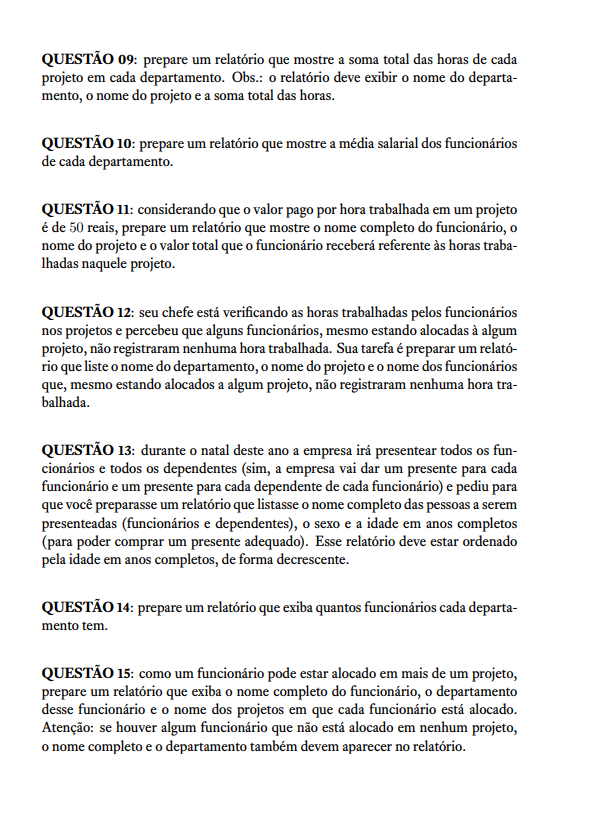 QUESTÃO 09: prepare um relatório que mostre a soma total das horas de cada
projeto em cada departamento. Obs.: o relatório deve exibir o nome do departa-
mento, o nome do projeto e a soma total das horas.
QUESTÃO 10: prepare um relatório que mostre a média salarial dos funcionários
de cada departamento.
QUESTÃO 11: considerando que o valor pago por hora trabalhada em um projeto
é de 50 reais, prepare um relatório que mostre o nome completo do funcionário, o
nome do projeto e o valor total que o funcionário receberá referente às horas traba-
lhadas naquele projeto.
QUESTÃO 12: seu chefe está verificando as horas trabalhadas pelos funcionários
nos projetos e percebeu que alguns funcionários, mesmo estando alocadas à algum
projeto, não registraram nenhuma hora trabalhada. Sua tarefa é preparar um relató-
rio que liste o nome do departamento, o nome do projeto e o nome dos funcionários
que, mesmo estando alocados a algum projeto, não registraram nenhuma hora tra-
balhada.
QUESTÃO 13: durante o natal deste ano a empresa irá presentear todos os fun-
cionários e todos os dependentes (sim, a empresa vai dar um presente para cada
funcionário e um presente para cada dependente de cada funcionário) e pediu para
que você preparasse um relatório que listasse o nome completo das pessoas a serem
presenteadas (funcionários e dependentes), o sexo e a idade em anos completos
(para poder comprar um presente adequado). Esse relatório deve estar ordenado
pela idade em anos completos, de forma decrescente.
QUESTÃO 14: prepare um relatório que exiba quantos funcionários cada departa-
mento tem.
QUESTÃO 15: como um funcionário pode estar alocado em mais de um projeto,
prepare um relatório que exiba o nome completo do funcionário, o departamento
desse funcionário e o nome dos projetos em que cada funcionário está alocado.
Atenção: se houver algum funcionário que não está alocado em nenhum projeto,
o nome completo e o departamento também devem aparecer no relatório.